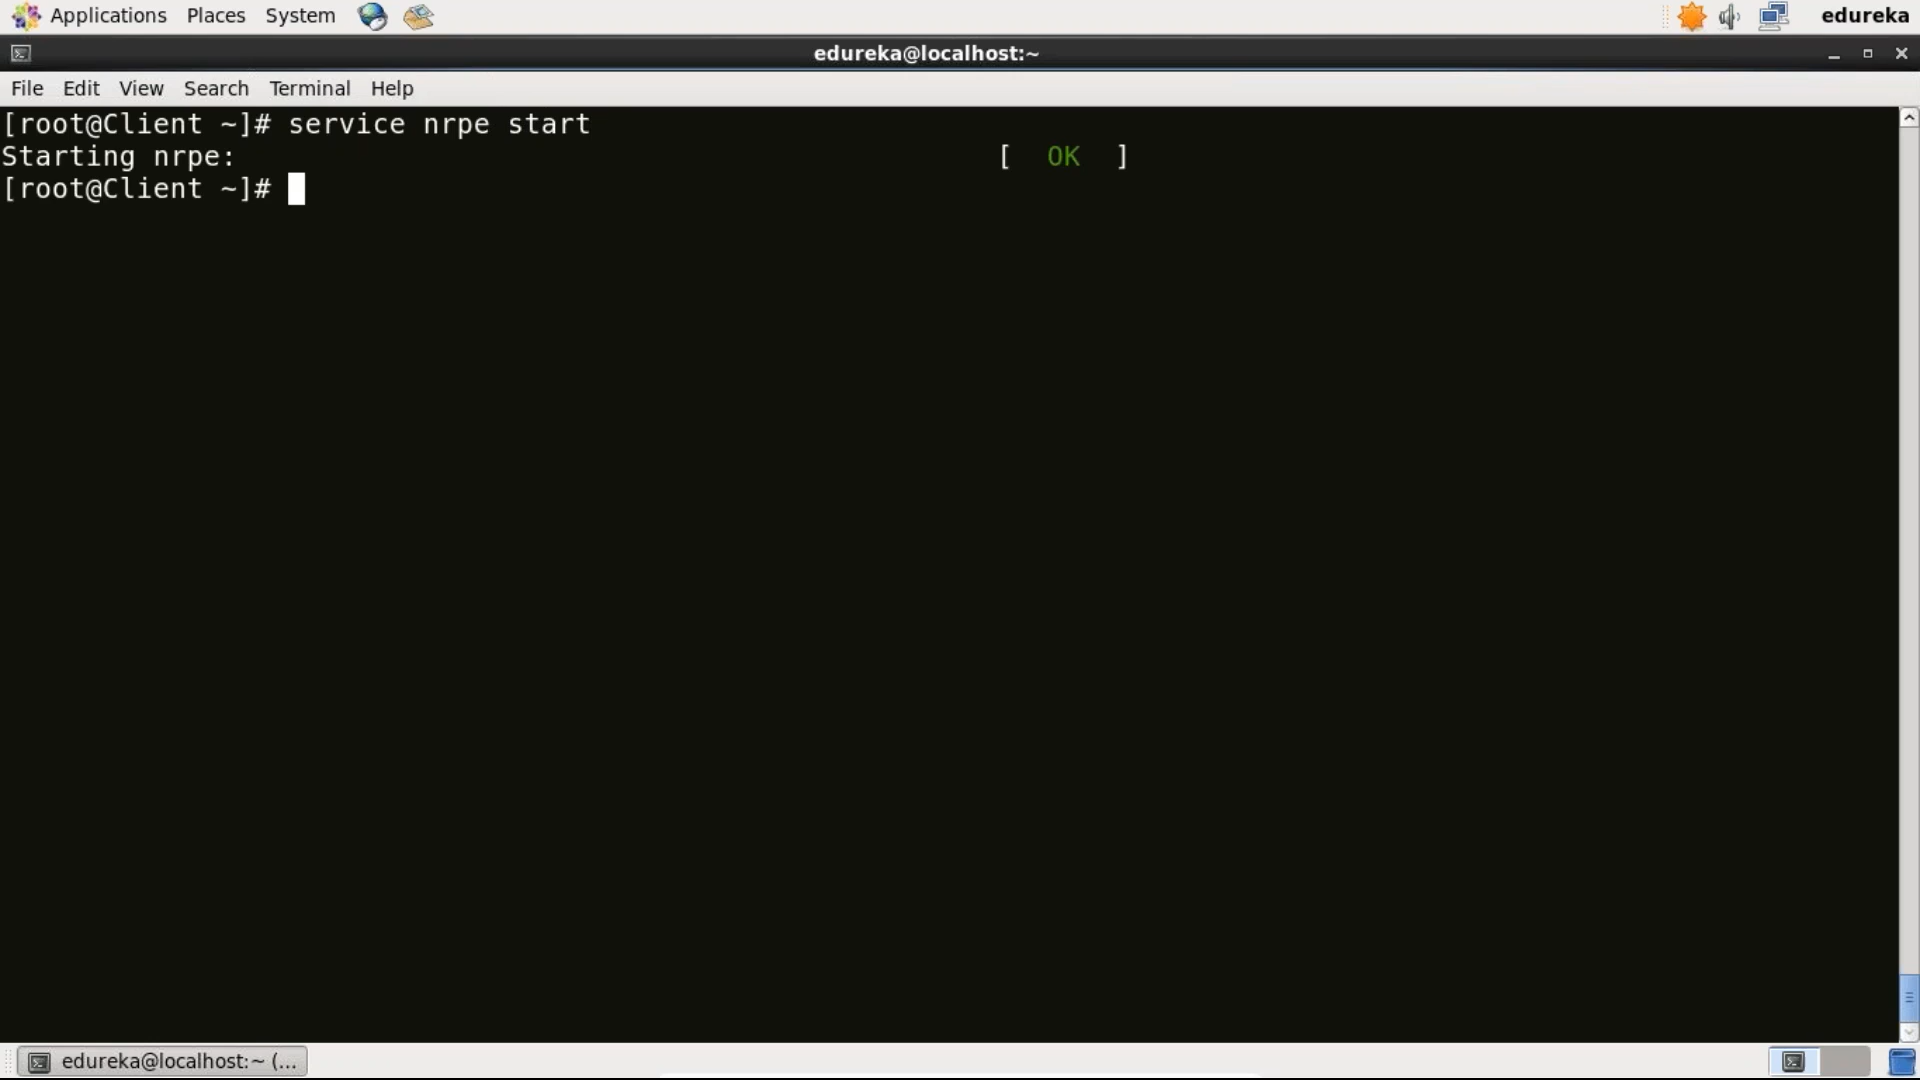 Applications Places System edureka
edureka@localhost:~
File Edit View Search Terminal Help
[root@Client ~]# service nrpe start
Starting nrpe: [ OK ]
[root@Client ~]#
edureka@localhost:~ (...